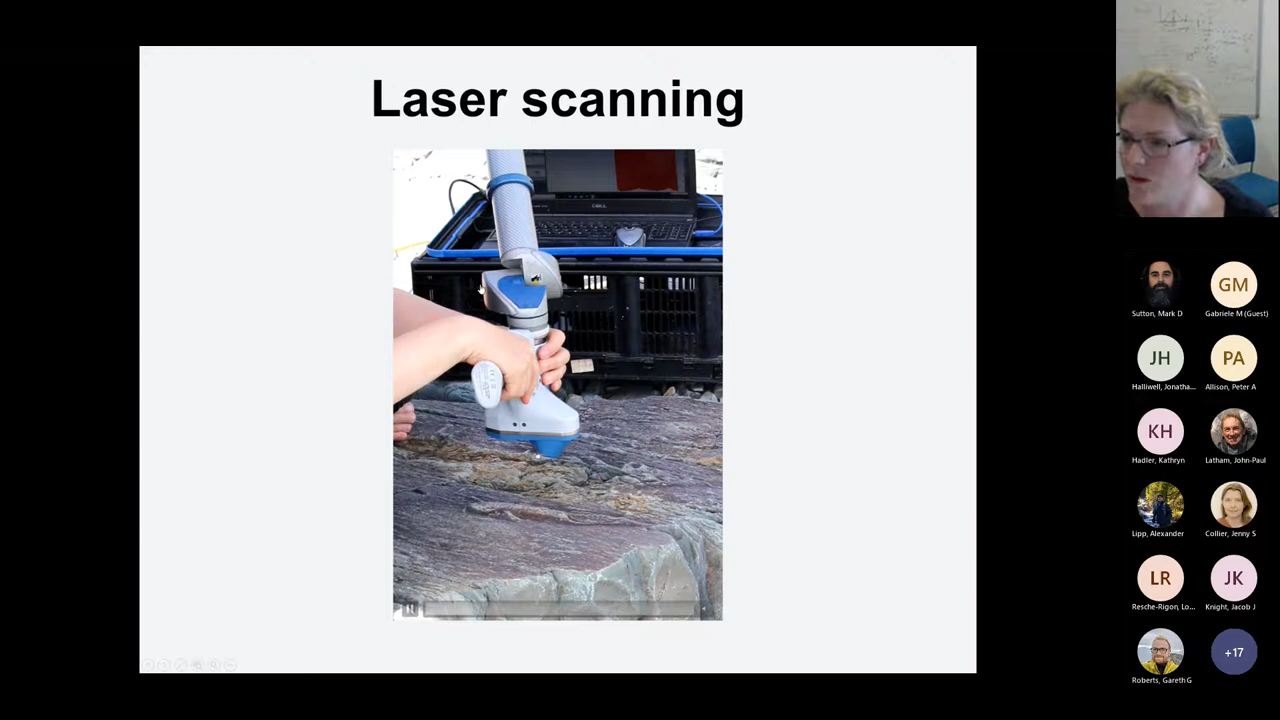 Laser scanning
DELL
Sutton, Mark D
GM
Gabriele M (Guest)
JH
Halliwell, Jonatha...
PA
Allison, Peter A
KH
Hadler, Kathryn
Latham, John-Paul
Lipp, Alexander
Collier, Jenny S
LR
Resche-Rigon, Lo...
JK
Knight, Jacob J
Roberts, Gareth G
+17